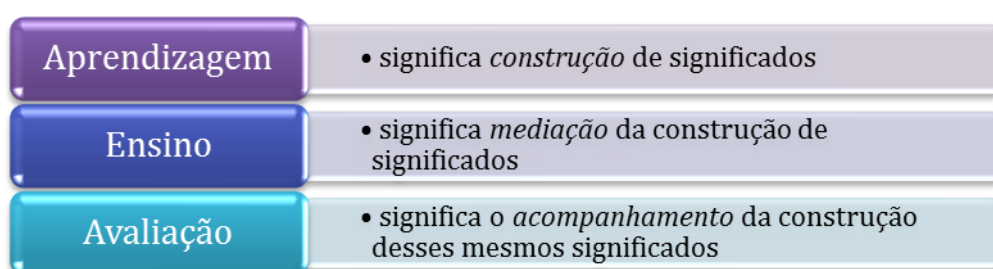 Aprendizagem
• significa construção de significados
Ensino
• significa mediação da construção de
significados
Avaliação
• significa o acompanhamento da construção
desses mesmos significados